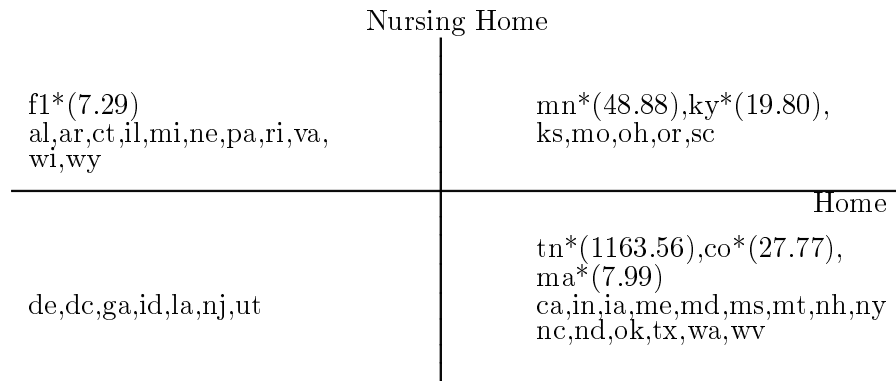 Nursing Home
f1*(7.29)
al,ar,ct,il,mi,ne,pa,ri,va,
wi,wy
mn*(48.88),ky*(19.80),
ks,mo,oh,or,sc
Home
de,dc,ga,id,la,nj,ut
tn*(1163.56),co*(27.77),
ma*(7.99)
ca,in,ia,me,md,ms,mt,nh,ny
nc,nd,ok,tx,wa,wv